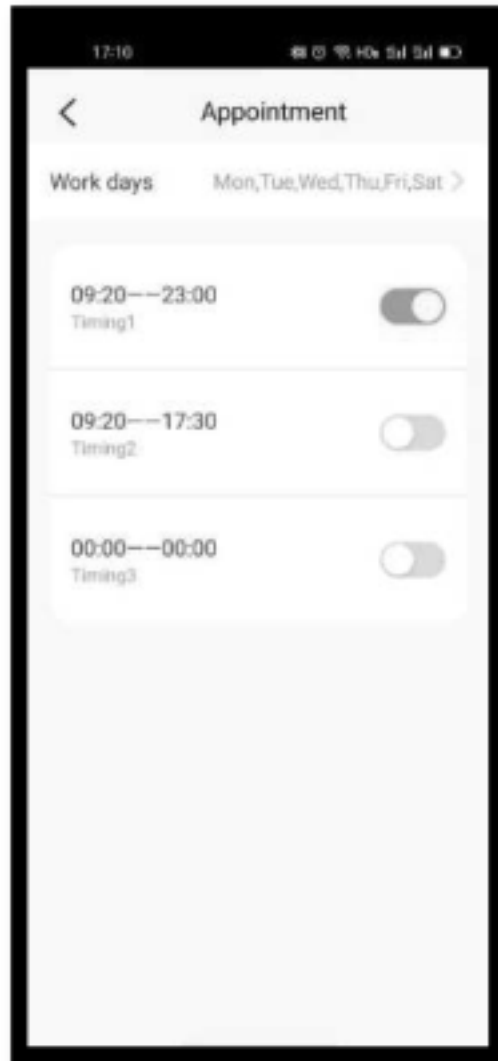 17:10
Appointment
Work days Mon,Tue,Wed,Thu,Fri,Sat
09:20——23:00
Timing1
09:20——17:30
Timing2
00:00——00:00
Timing3